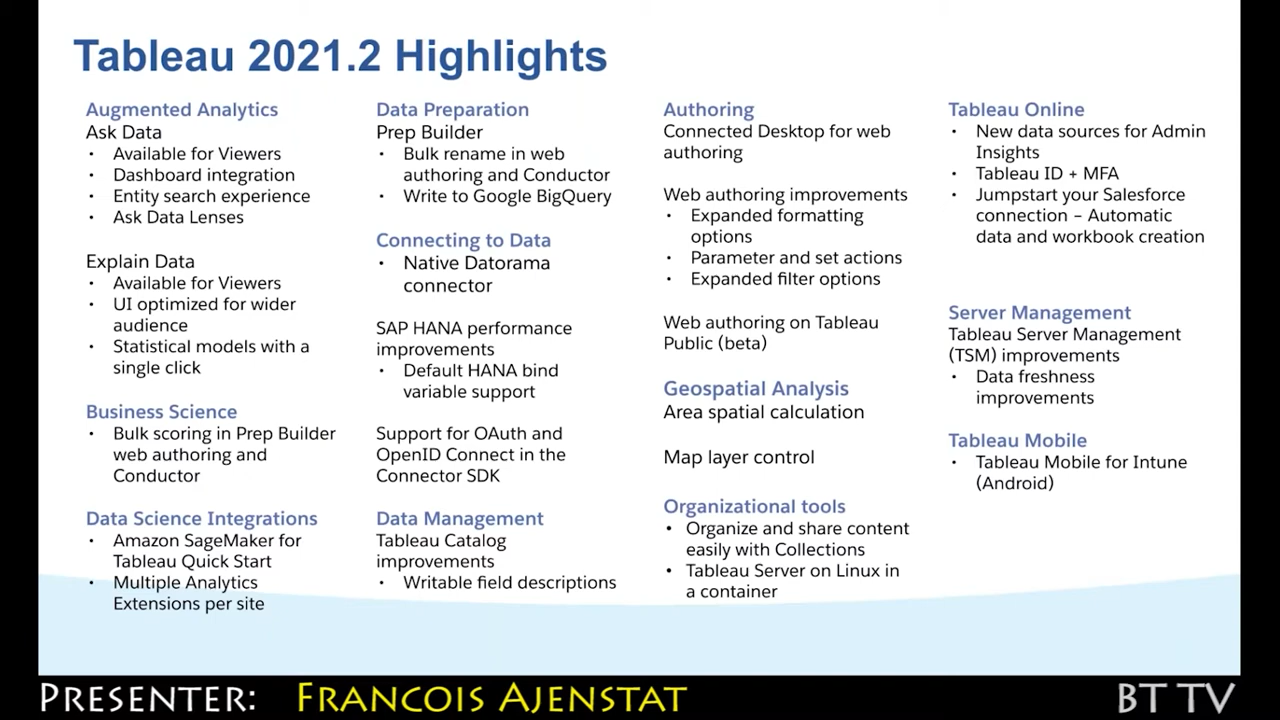 Tableau 2021.2 Highlights
Augmented Analytics
Ask Data
• Available for Viewers
• Dashboard integration
• Entity search experience
• Ask Data Lenses
Explain Data
• Available for Viewers
• UI optimized for wider
audience
• Statistical models with a
single click
Business Science
• Bulk scoring in Prep Builder
web authoring and
Conductor
Data Science Integrations
• Amazon SageMaker for
Tableau Quick Start
• Multiple Analytics
Extensions per site
Data Preparation
Prep Builder
• Bulk rename in web
authoring and Conductor
• Write to Google BigQuery
Connecting to Data
• Native Datorama
connector
SAP HANA performance
improvements
• Default HANA bind
variable support
Support for OAuth and
OpenID Connect in the
Connector SDK
Data Management
Tableau Catalog
improvements
• Writable field descriptions
Authoring
Connected Desktop for web
authoring
Web authoring improvements
• Expanded formatting
options
• Parameter and set actions
• Expanded filter options
Web authoring on Tableau
Public (beta)
Geospatial Analysis
Area spatial calculation
Map layer control
Organizational tools
• Organize and share content
easily with Collections
• Tableau Server on Linux in
a container
Tableau Online
• New data sources for Admin
Insights
• Tableau ID + MFA
• Jumpstart your Salesforce
connection – Automatic
data and workbook creation
Server Management
Tableau Server Management
(TSM) improvements
• Data freshness
improvements
Tableau Mobile
• Tableau Mobile for Intune
(Android)
Presenter: Francois Ajenstat
BT TV